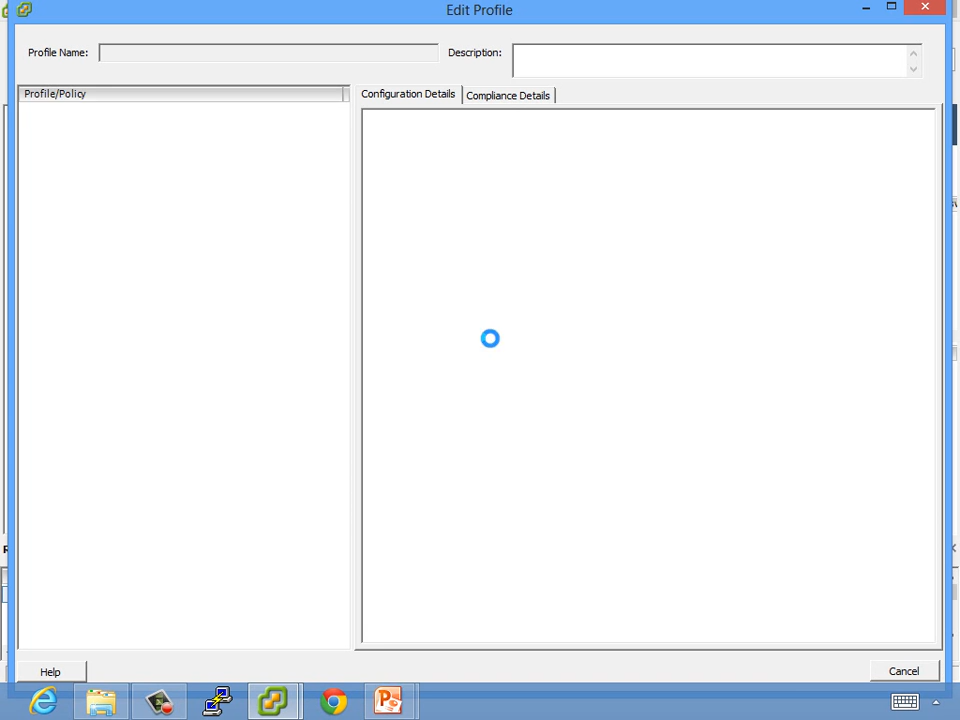 Edit Profile
Profile Name:
Description:
Profile/Policy
Configuration Details
Compliance Details
Help
Cancel